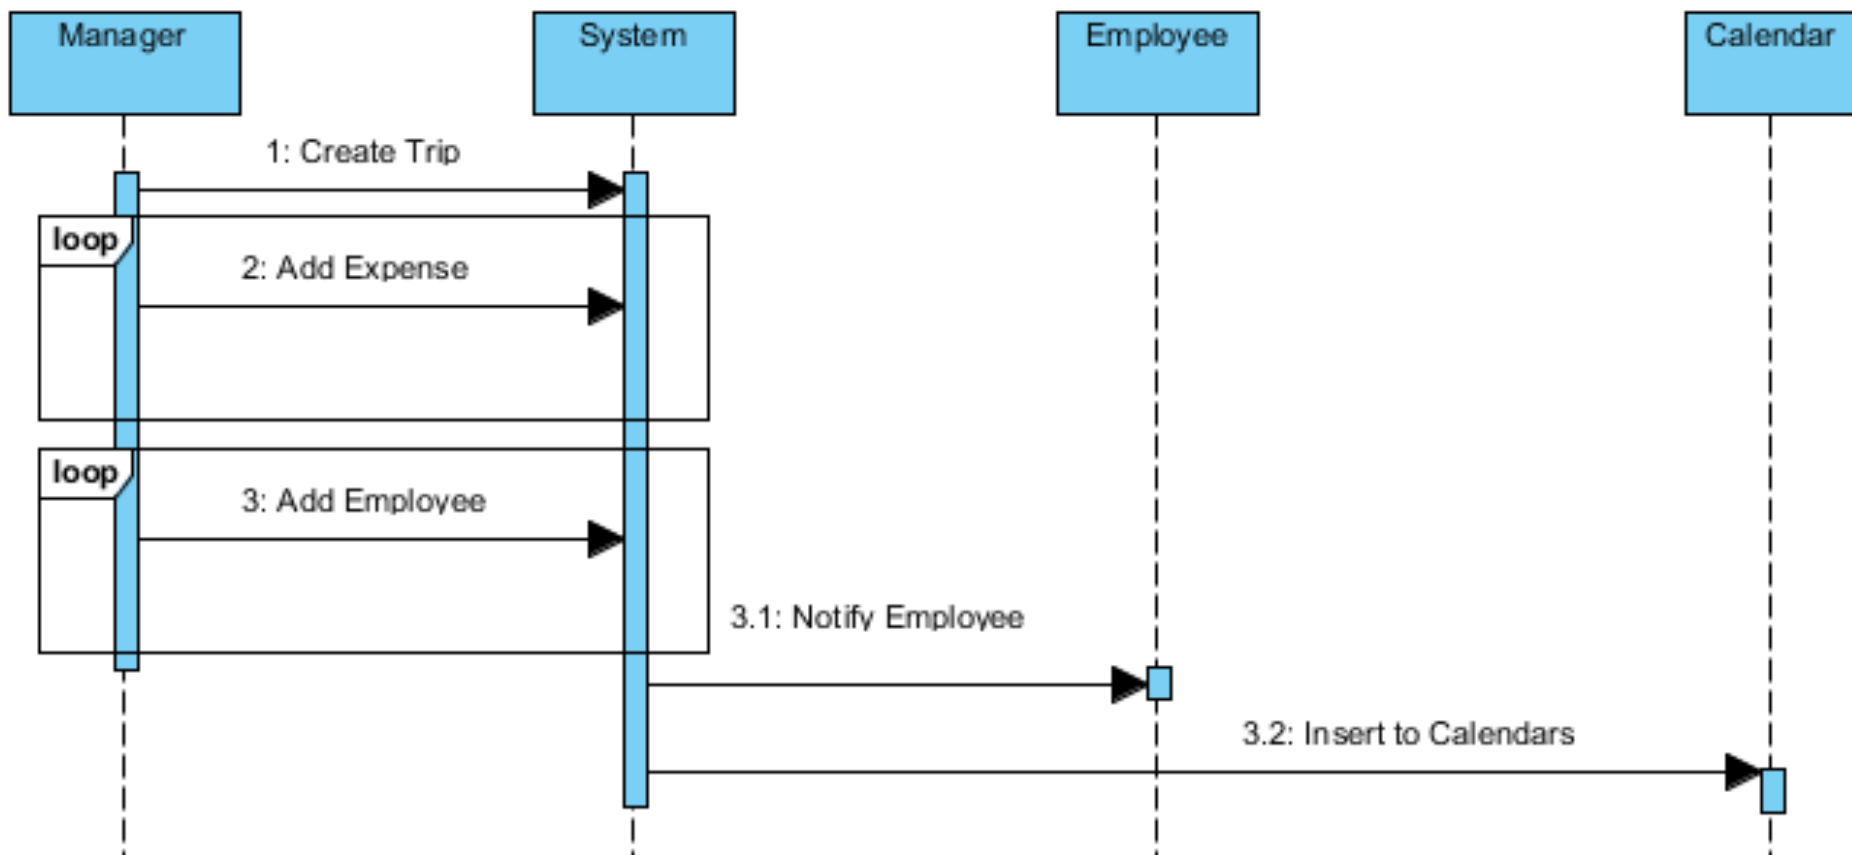 Manager
System
Employee
Calendar
1: Create Trip
loop
2: Add Expense
loop
3: Add Employee
3.1: Notify Employee
3.2: Insert to Calendars